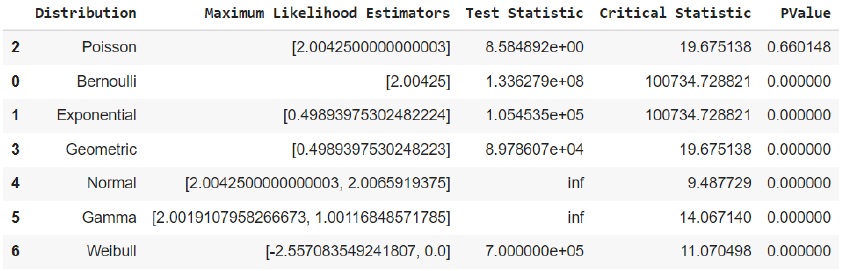 Distribution Maximum Likelihood Estimators Test Statistic Critical Statistic PValue
2 Poisson [2.0042500000000003] 8.584892e+00 19.675138 0.660148
0 Bernoulli [2.00425] 1.336279e+08 100734.728821 0.000000
1 Exponential [0.49893975302482224] 1.054535e+05 100734.728821 0.000000
3 Geometric [0.4989397530248223] 8.978607e+04 19.675138 0.000000
4 Normal [2.0042500000000003, 2.0065919375] inf 9.487729 0.000000
5 Gamma [2.0019107958266673, 1.00116848571785] inf 14.067140 0.000000
6 Weibull [-2.557083549241807, 0.0] 7.000000e+05 11.070498 0.000000